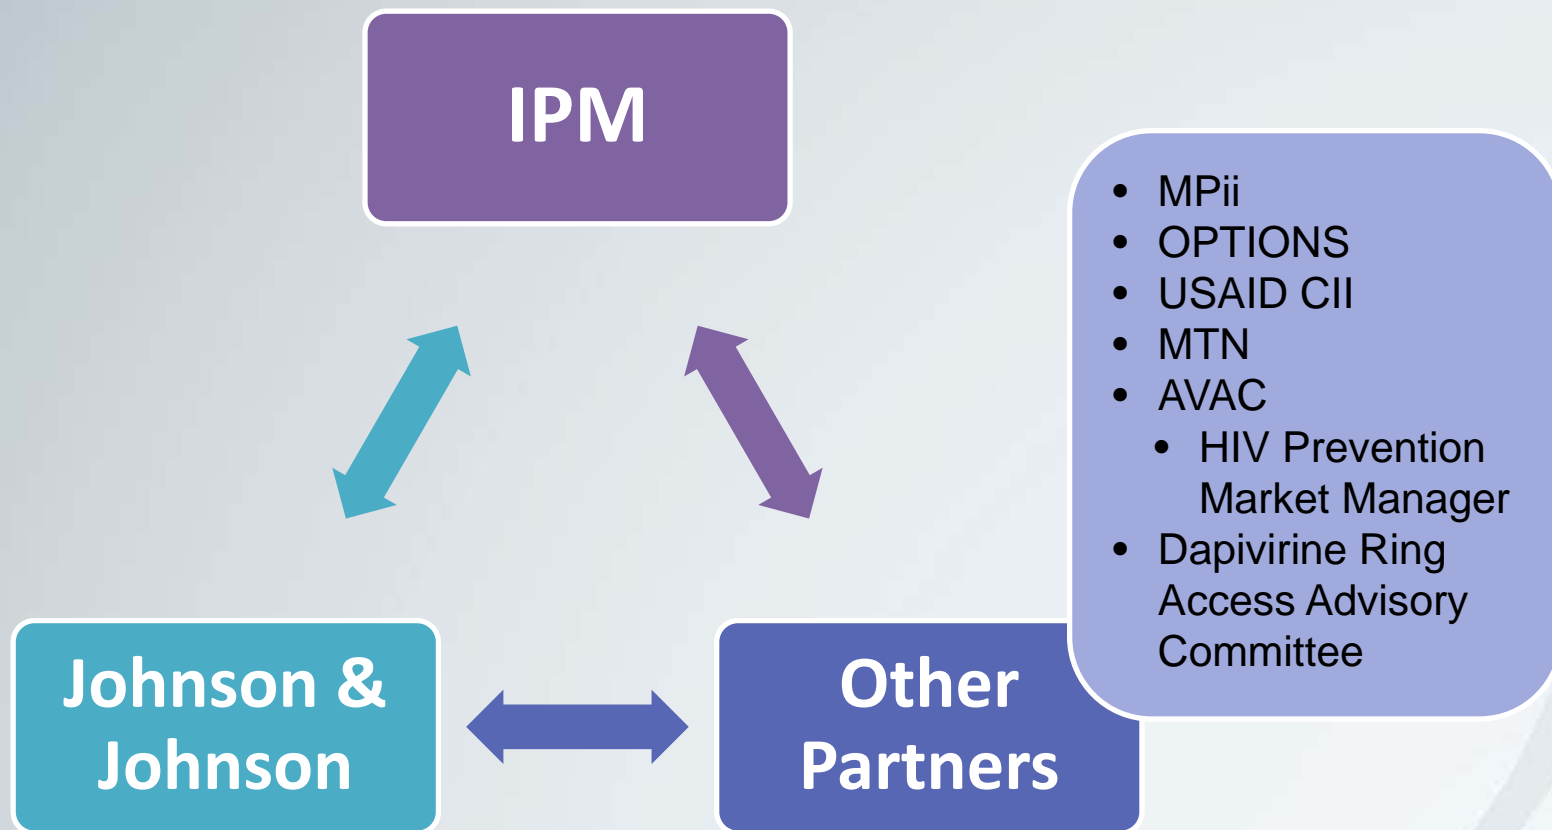 IPM
• MPii
• OPTIONS
• USAID CII
• MTN
• AVAC
• HIV Prevention
Market Manager
• Dapivirine Ring
Access Advisory
Committee
Johnson &
Johnson
Other
Partners